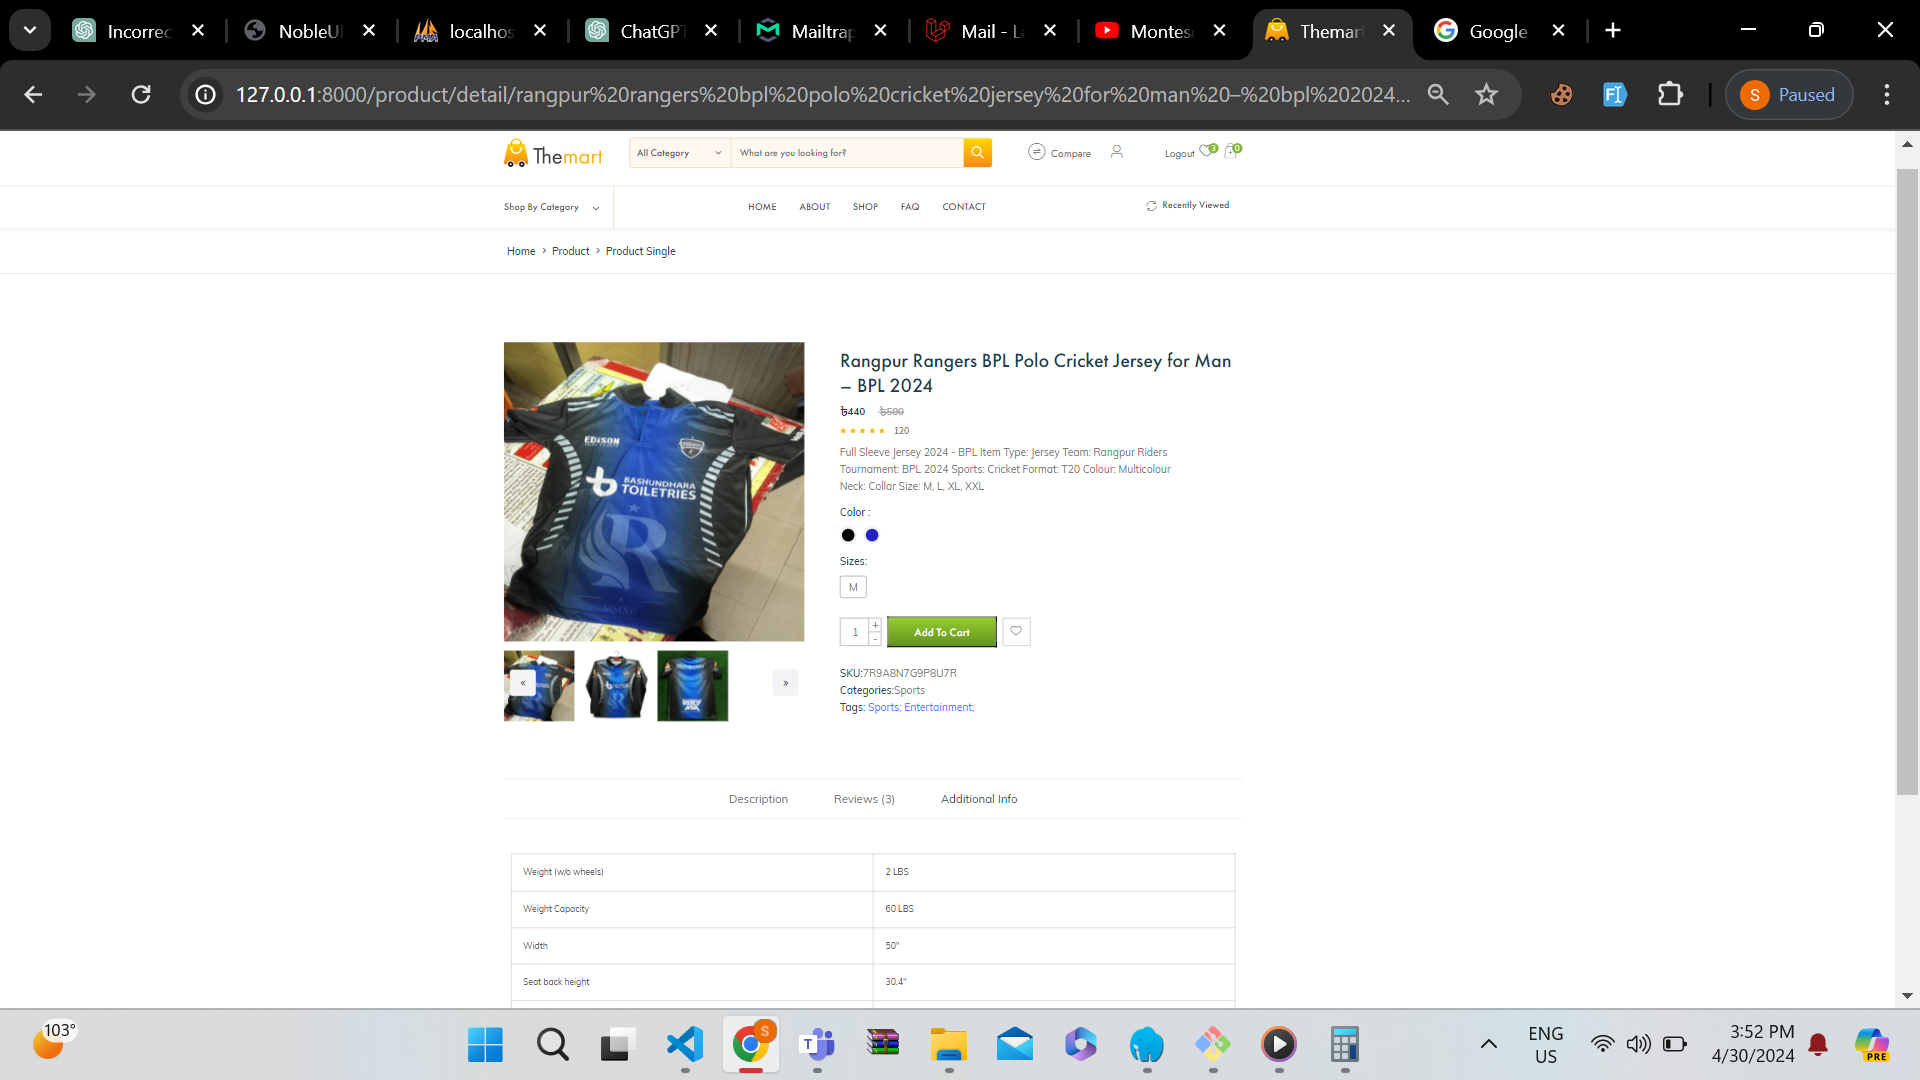 Incorrec
NobleUI
localhos
ChatGPT
Mailtrap
Mail - La
Montes
Themart
Google
127.0.0.1:8000/product/detail/rangpur%20rangers%20bpl%20polo%20cricket%20jersey%20for%20man%20–%20bpl%202024...
S Paused
Themart
All Category
What are you looking for?
Compare
Logout 3 0
Shop By Category
HOME ABOUT SHOP FAQ CONTACT
Recently Viewed
Home > Product > Product Single
EDISON
BASHUNDHARA
TOILETRIES
R
MMXII
Rangpur Rangers BPL Polo Cricket Jersey for Man
– BPL 2024
৳440 ৳500
120
Full Sleeve Jersey 2024 - BPL Item Type: Jersey Team: Rangpur Riders
Tournament: BPL 2024 Sports: Cricket Format: T20 Colour: Multicolour
Neck: Collar Size: M, L, XL, XXL
Color :
Sizes:
M
1 + -
Add To Cart
« »
SKU:7R9A8N7G9P8U7R
Categories:Sports
Tags: Sports; Entertainment;
Description Reviews (3) Additional Info
Weight (w/o wheels) 2 LBS
Weight Capacity 60 LBS
Width 50"
Seat back height 30.4"
103°
ENG
US
3:52 PM
4/30/2024
PRE